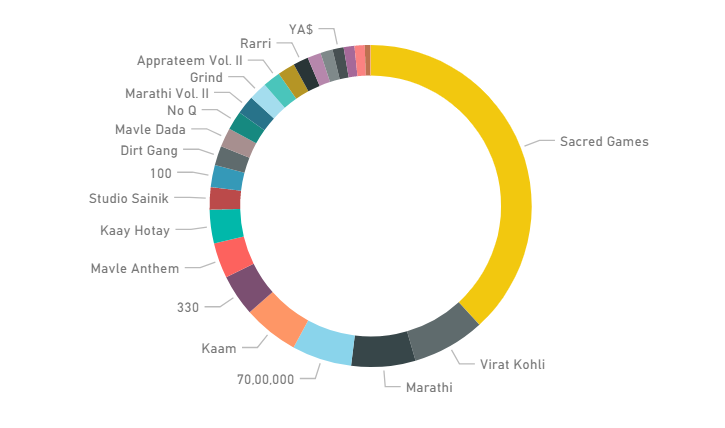 YA$
Rarri
Apprateem Vol. II
Grind
Marathi Vol. II
No Q
Mavle Dada
Dirt Gang
100
Studio Sainik
Kaay Hotay
Mavle Anthem
330
Kaam
70,00,000
Marathi
Virat Kohli
Sacred Games